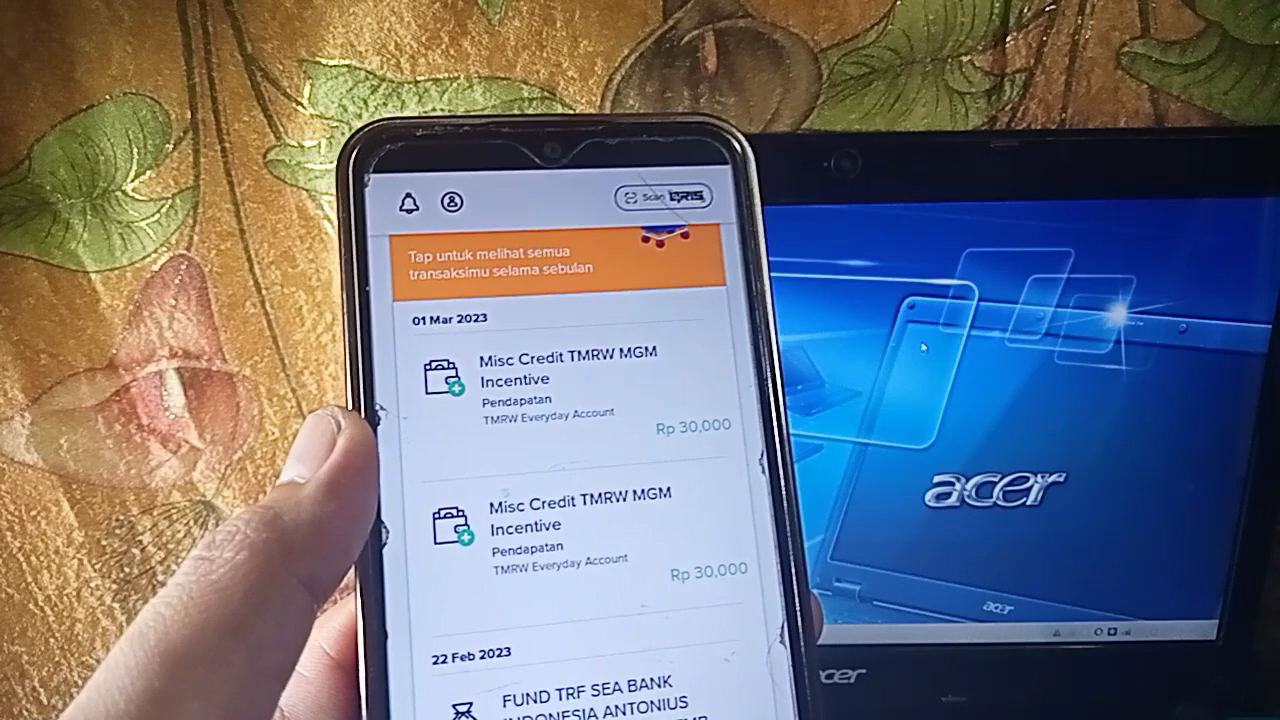 Scan QRIS
Tap untuk melihat semua
transaksimu selama sebulan
01 Mar 2023
Misc Credit TMRW MGM
Incentive
Pendapatan
TMRW Everyday Account
Rp 30,000
Misc Credit TMRW MGM
Incentive
Pendapatan
TMRW Everyday Account
Rp 30,000
22 Feb 2023
FUND TRF SEA BANK
INDONESIA ANTONIUS
acer
acer
acer